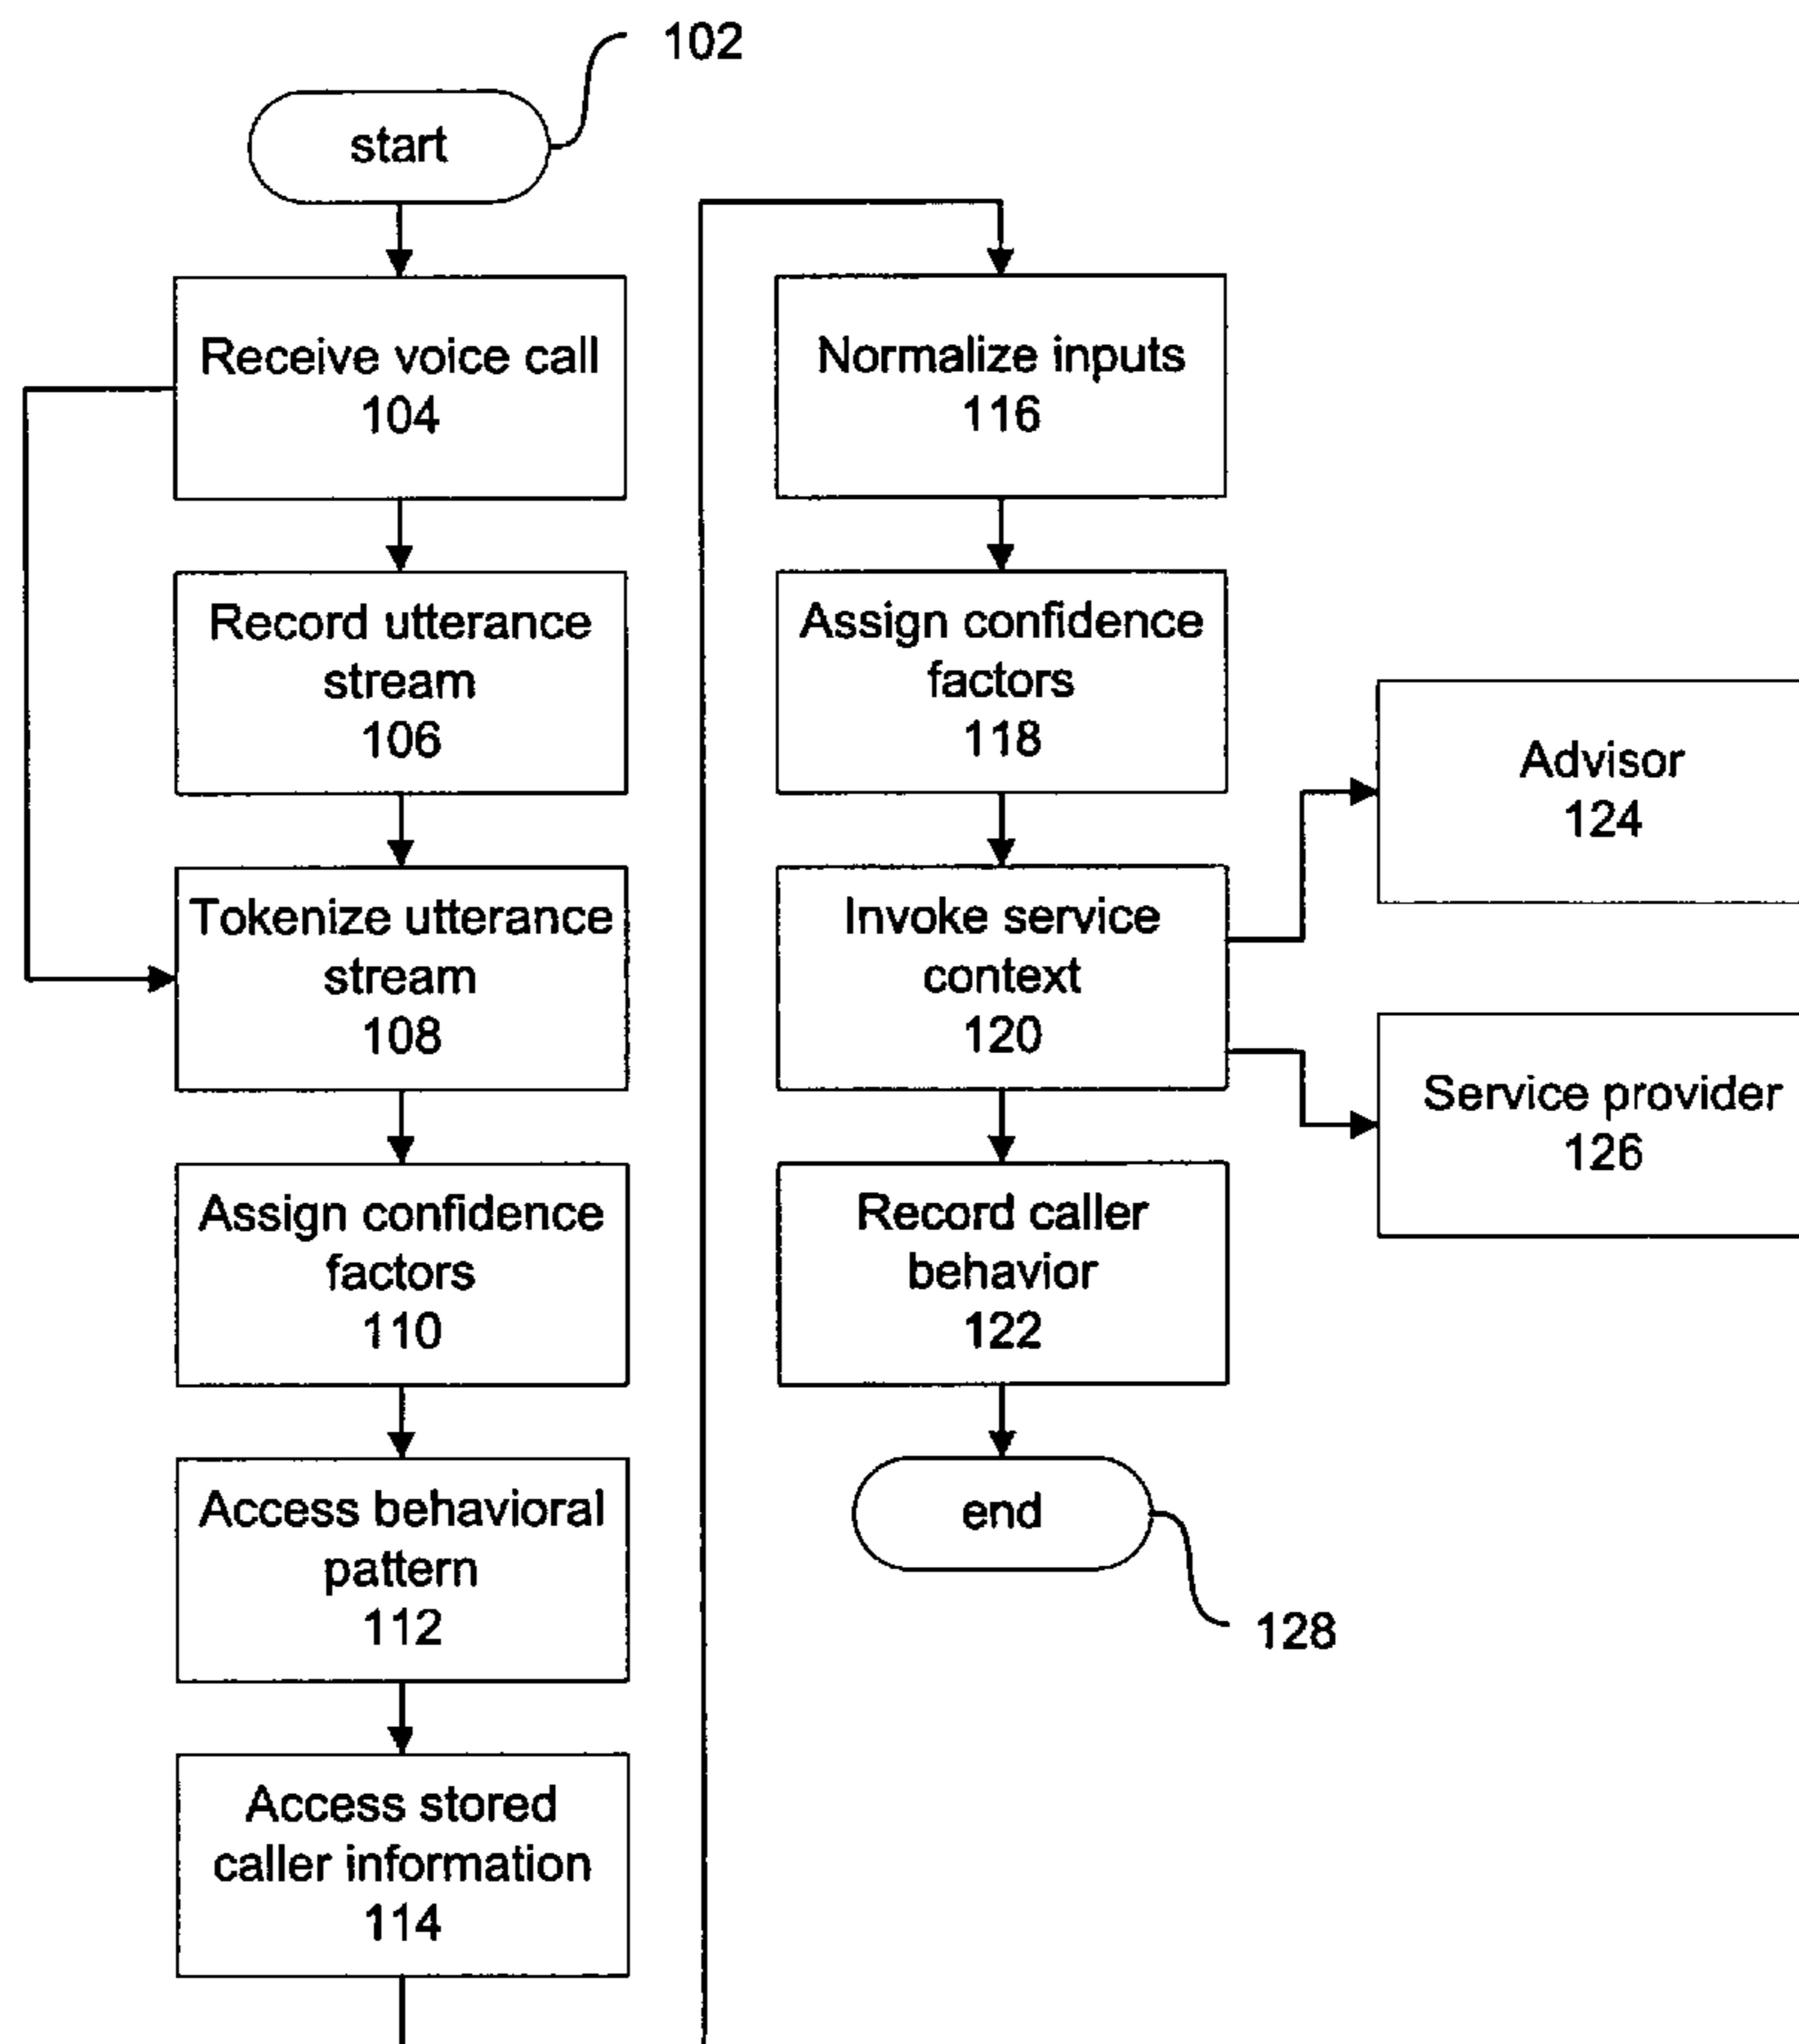 102
start
Receive voice call
104
Record utterance
stream
106
Tokenize utterance
stream
108
Assign confidence
factors
110
Access behavioral
pattern
112
Access stored
caller information
114
Normalize inputs
116
Assign confidence
factors
118
Invoke service
context
120
Record caller
behavior
122
end
128
Advisor
124
Service provider
126